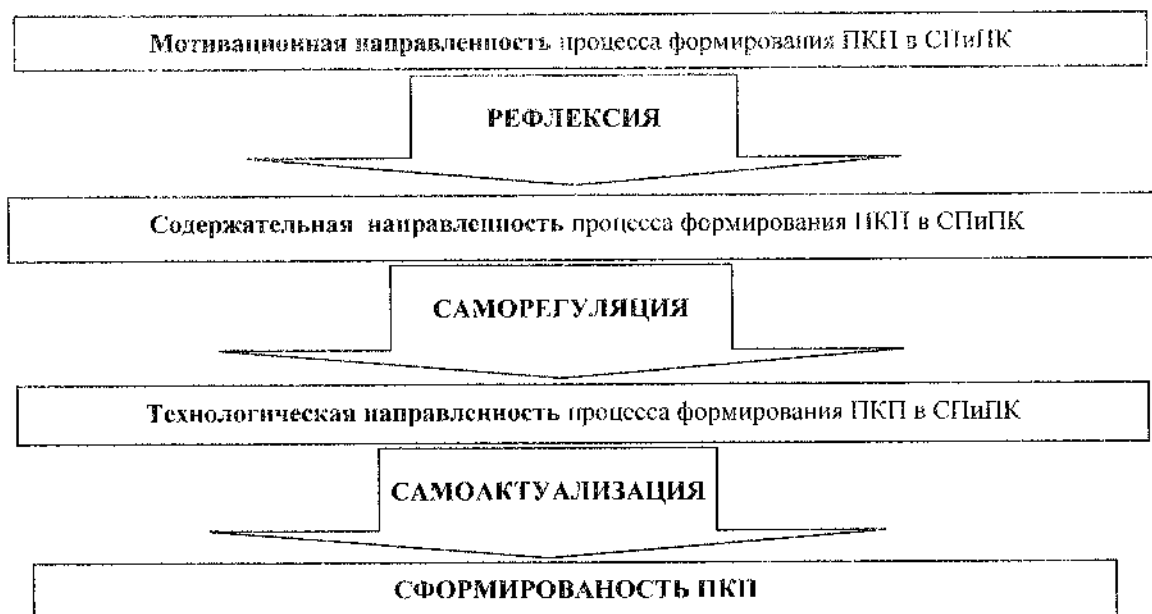 Мотивационная направленность процесса формирования ПКП в СПиПК
РЕФЛЕКСИЯ
Содержательная направленность процесса формирования ПКП в СПиПК
САМОРЕГУЛЯЦИЯ
Технологическая направленность процесса формирования ПКП в СПиПК
САМОАКТУАЛИЗАЦИЯ
СФОРМИРОВАНОСТЬ ПКП